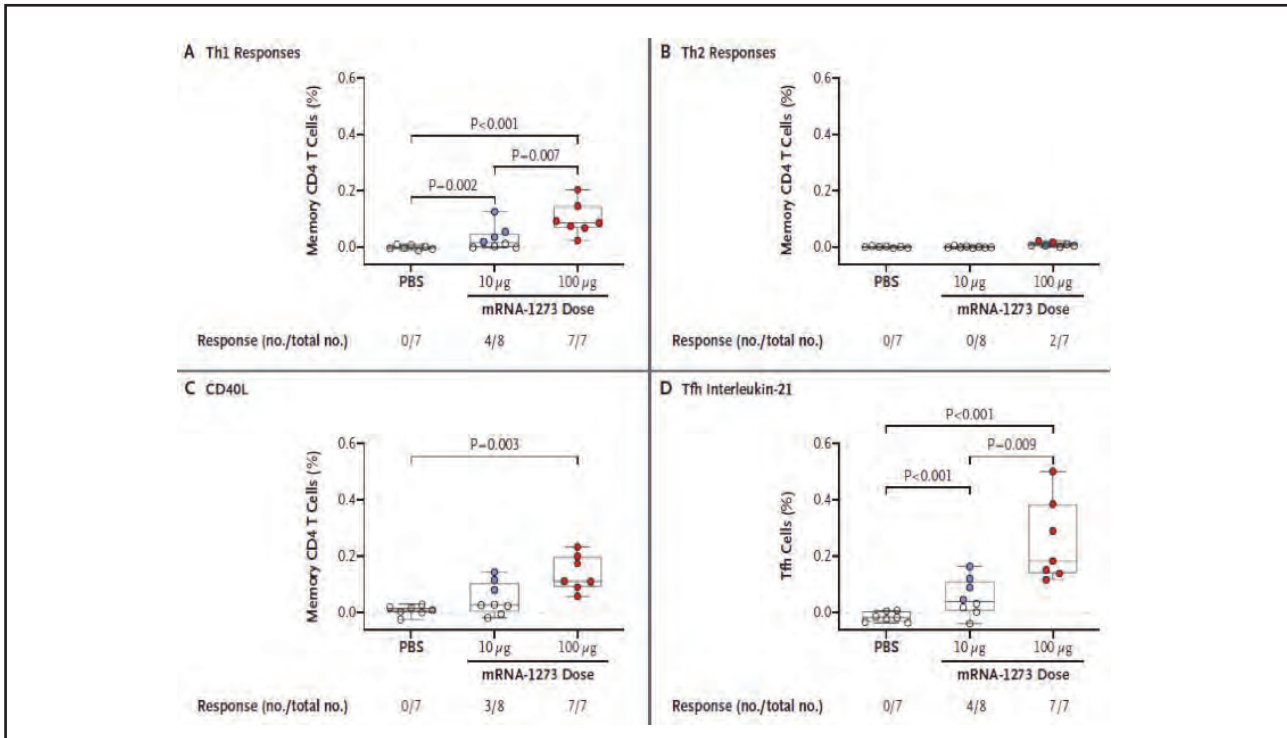 A Th1 Responses
Memory CD4 T Cells (%)
0.6
0.4
0.2
0.0
P<0.001
P=0.007
P=0.002
PBS
10 μg
100 μg
mRNA-1273 Dose
Response (no./total no.) 0/7 4/8 7/7
B Th2 Responses
Memory CD4 T Cells (%)
0.6
0.4
0.2
0.0
PBS
10 μg
100 μg
mRNA-1273 Dose
Response (no./total no.) 0/7 0/8 2/7
C CD40L
Memory CD4 T Cells (%)
0.6
0.4
0.2
0.0
P=0.003
PBS
10 μg
100 μg
mRNA-1273 Dose
Response (no./total no.) 0/7 3/8 7/7
D Tfh Interleukin-21
Tfh Cells (%)
0.6
0.4
0.2
0.0
P<0.001
P=0.009
P<0.001
PBS
10 μg
100 μg
mRNA-1273 Dose
Response (no./total no.) 0/7 4/8 7/7